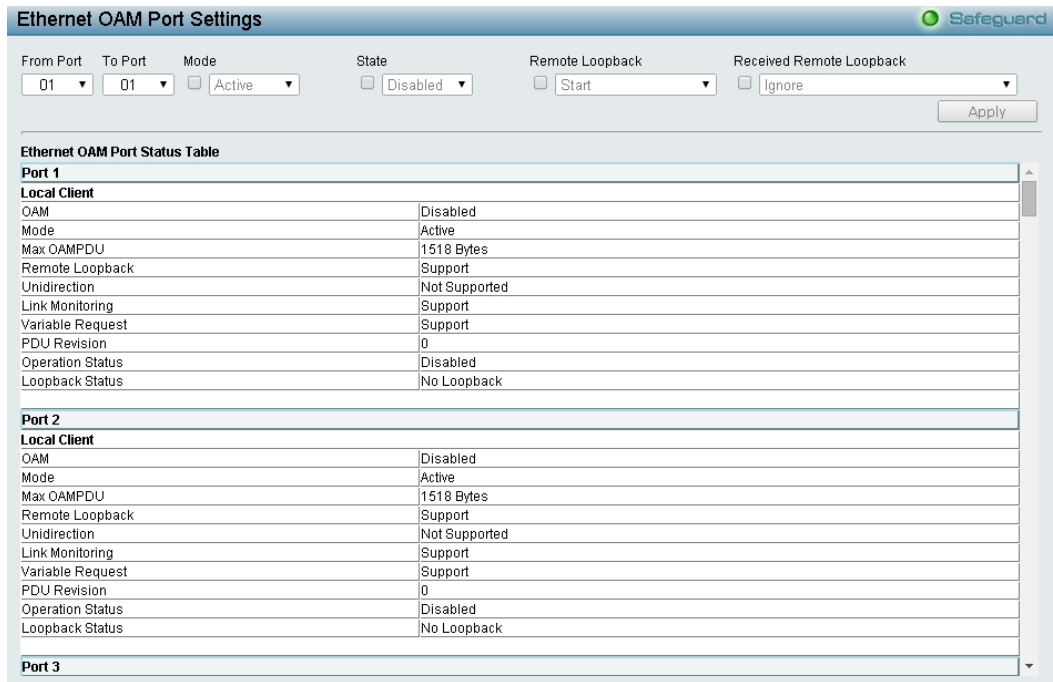 Ethernet OAM Port Settings
Safeguard
From Port To Port Mode State Remote Loopback Received Remote Loopback
01 01 Active Disabled Start Ignore
Apply
Ethernet OAM Port Status Table
Port 1
Local Client
OAM Disabled
Mode Active
Max OAMPDU 1518 Bytes
Remote Loopback Support
Unidirection Not Supported
Link Monitoring Support
Variable Request Support
PDU Revision 0
Operation Status Disabled
Loopback Status No Loopback
Port 2
Local Client
OAM Disabled
Mode Active
Max OAMPDU 1518 Bytes
Remote Loopback Support
Unidirection Not Supported
Link Monitoring Support
Variable Request Support
PDU Revision 0
Operation Status Disabled
Loopback Status No Loopback
Port 3